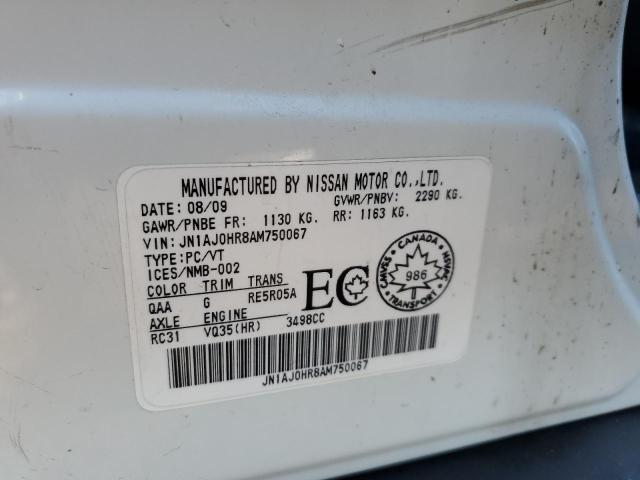 MANUFACTURED BY NISSAN MOTOR CO.,LTD.
DATE: 08/09 GVWR/PNBV: 2290 KG.
GAWR/PNBE FR: 1130 KG. RR: 1163 KG.
VIN: JN1AJ0HR8AM750067
TYPE: PC/VT
ICES/NMB-002
COLOR TRIM TRANS
QAA G RE5R05A
AXLE ENGINE
RC31 VQ35(HR) 3498CC
EC
CMVSS CANADA NSVAC
986
TRANSPORT
JN1AJ0HR8AM750067